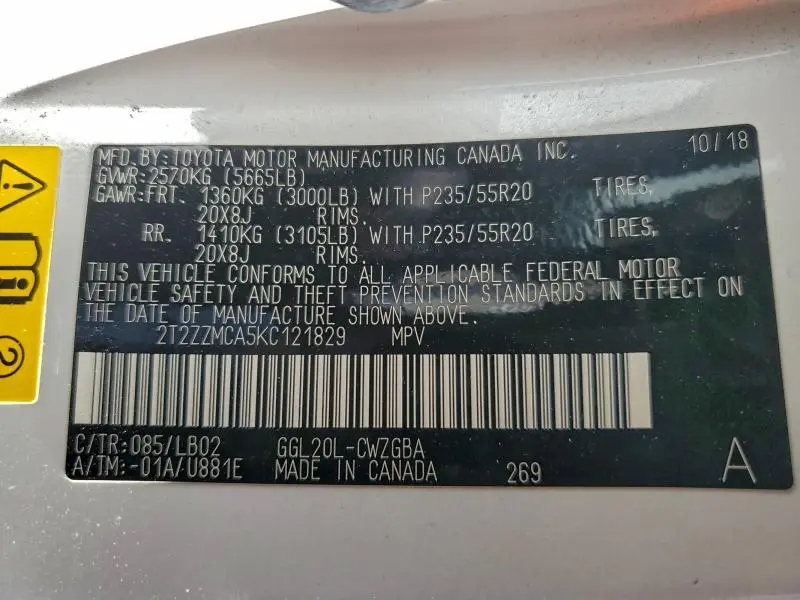 MFD.BY:TOYOTA MOTOR MANUFACTURING CANADA INC. 10/18
GVWR:2570KG (5665LB)
GAWR:FRT. 1360KG (3000LB) WITH P235/55R20 TIRES,
20X8J RIMS.
RR. 1410KG (3105LB) WITH P235/55R20 TIRES,
20X8J RIMS.
THIS VEHICLE CONFORMS TO ALL APPLICABLE FEDERAL MOTOR
VEHICLE SAFETY AND THEFT PREVENTION STANDARDS IN EFFECT ON
THE DATE OF MANUFACTURE SHOWN ABOVE.
2T2ZZMCA5KC121829 MPV
C/TR:085/LB02 GGL20L-CWZGBA
A/TM:-01A/U881E MADE IN CANADA 269 A
2